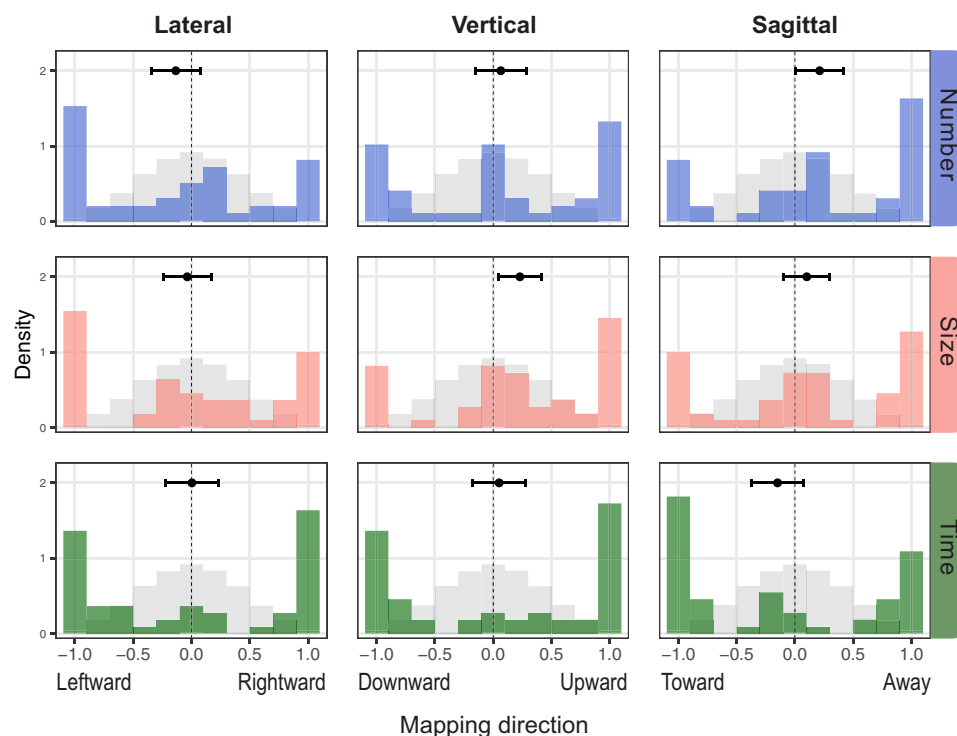 Lateral Vertical Sagittal
2
1
0
Number
2
1
0
Size
2
1
0
Time
Density
−1.0 −0.5 0.0 0.5 1.0 −1.0 −0.5 0.0 0.5 1.0 −1.0 −0.5 0.0 0.5 1.0
Leftward Rightward Downward Upward Toward Away
Mapping direction